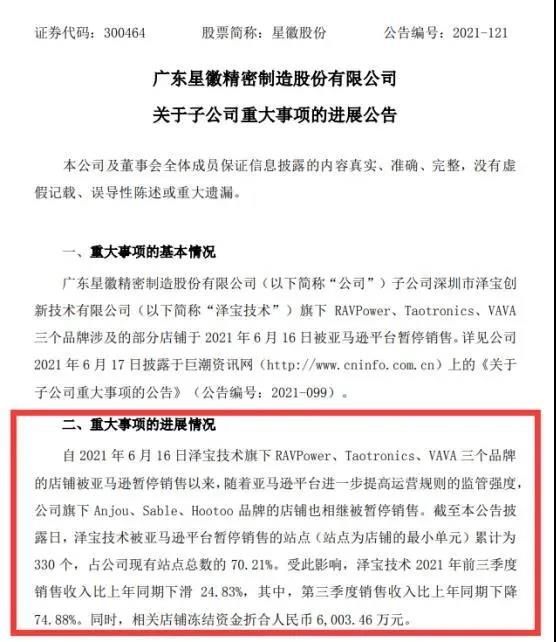 证券代码：300464 股票简称：星徽股份 公告编号：2021-121
广东星徽精密制造股份有限公司
关于子公司重大事项的进展公告
本公司及董事会全体成员保证信息披露的内容真实、准确、完整，没有虚
假记载、误导性陈述或重大遗漏。
一、重大事项的基本情况
广东星徽精密制造股份有限公司（以下简称“公司”）子公司深圳市泽宝创
新技术有限公司（以下简称“泽宝技术”）旗下 RAVPower、Taotronics、VAVA
三个品牌涉及的部分店铺于 2021 年 6 月 16 日被亚马逊平台暂停销售。详见公司
2021 年 6 月 17 日披露于巨潮资讯网（http://www.cninfo.com.cn）上的《关于
子公司重大事项的公告》（公告编号：2021-099）。
二、重大事项的进展情况
自 2021 年 6 月 16 日泽宝技术旗下 RAVPower、Taotronics、VAVA 三个品牌
的店铺被亚马逊暂停销售以来，随着亚马逊平台进一步提高运营规则的监管强度，
公司旗下 Anjou、Sable、Hootoo 品牌的店铺也相继被暂停销售。截至本公告披
露日，泽宝技术被亚马逊平台暂停销售的站点（站点为店铺的最小单元）累计为
330 个，占公司现有站点总数的 70.21%。受此影响，泽宝技术 2021 年前三季度
销售收入比上年同期下滑 24.83%，其中，第三季度销售收入比上年同期下降
74.88%。同时，相关店铺冻结资金折合人民币 6,003.46 万元。